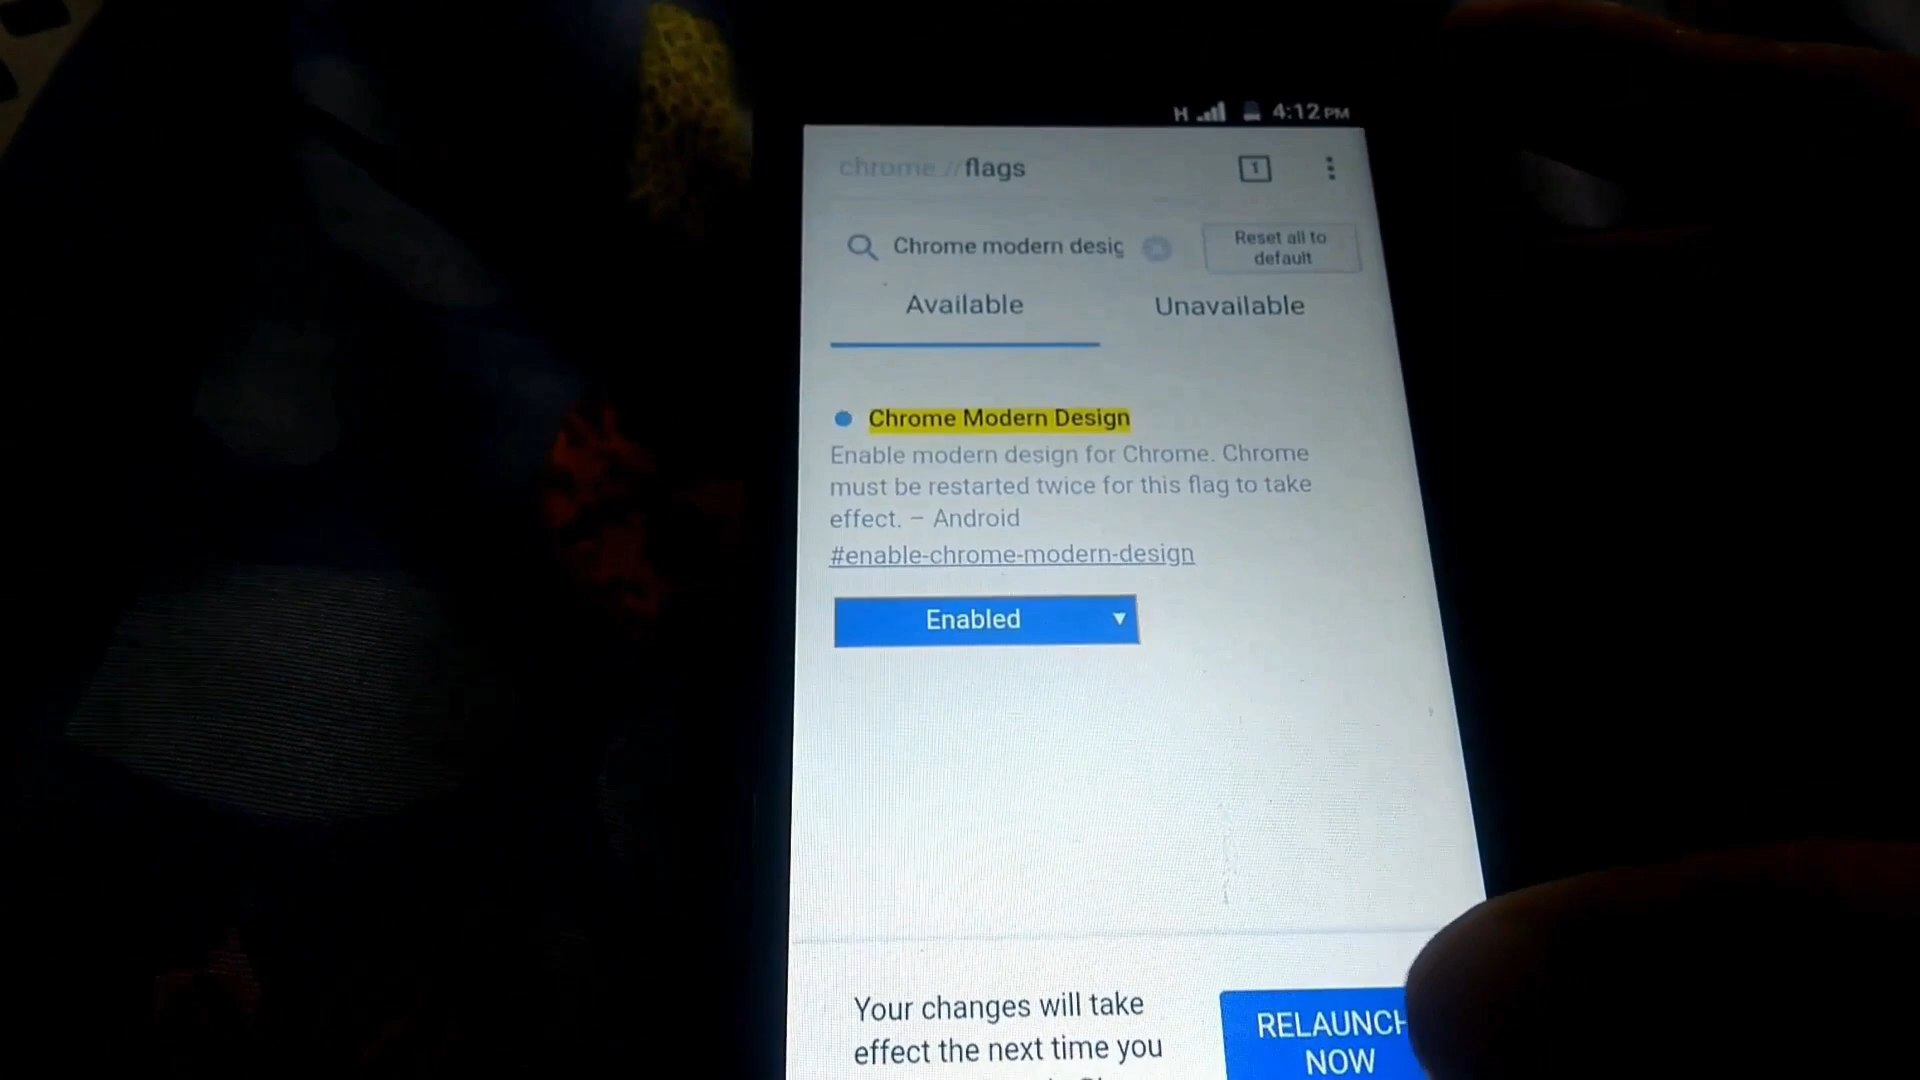 H 4:12 PM
chrome://flags
1
Chrome modern desig
Reset all to
default
Available
Unavailable
Chrome Modern Design
Enable modern design for Chrome. Chrome
must be restarted twice for this flag to take
effect. – Android
#enable-chrome-modern-design
Enabled
Your changes will take
effect the next time you
RELAUNCH
NOW